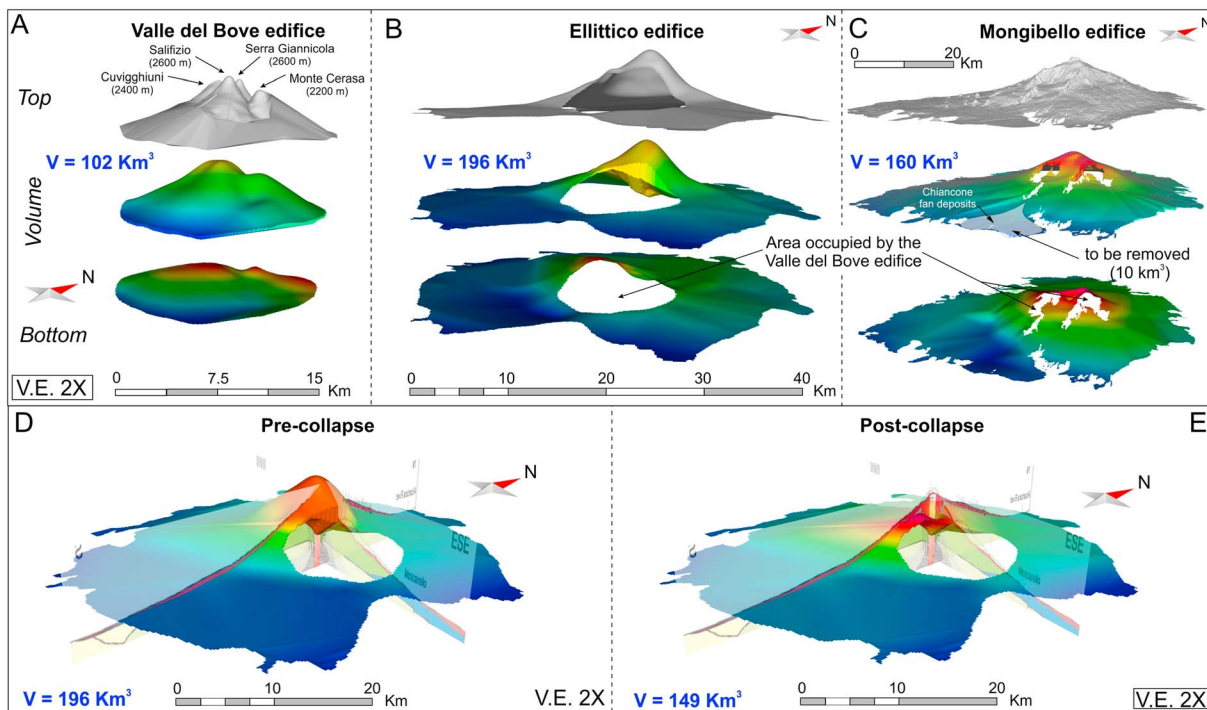 A
Valle del Bove edifice
Salifizio
(2600 m)
Serra Giannicola
(2600 m)
Cuvigghiuni
(2400 m)
Monte Cerasa
(2200 m)
Top
V = 102 Km³
Volume
N
Bottom
V.E. 2X
0 7.5 15 Km
B
Ellittico edifice
N
V = 196 Km³
Area occupied by the
Valle del Bove edifice
0 10 20 30 40 Km
C
Mongibello edifice
N
0 20
Km
V = 160 Km³
Chiancone
fan deposits
to be removed
(10 km³)
D
Pre-collapse
N
S
ESE
Moscarello
V = 196 Km³
0 10 20
Km
V.E. 2X
E
Post-collapse
N
S
ESE
Moscarello
V = 149 Km³
0 10 20
Km
V.E. 2X